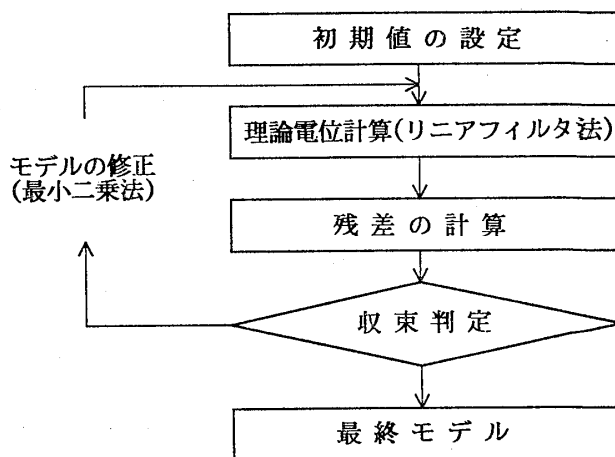 初期値の設定
理論電位計算(リニアフィルタ法)
モデルの修正
(最小二乗法)
残差の計算
収束判定
最終モデル